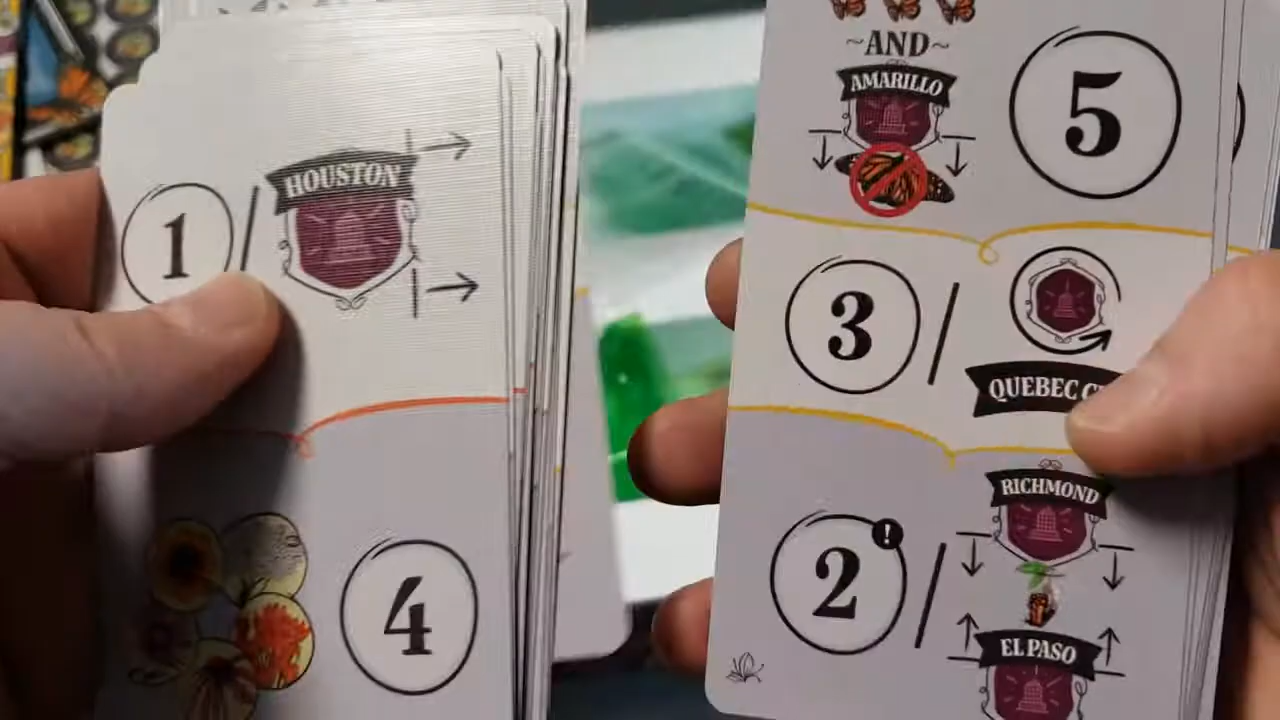 1 / HOUSTON
4
~AND~
AMARILLO
5
3 /
QUEBEC
2 ! /
RICHMOND
EL PASO